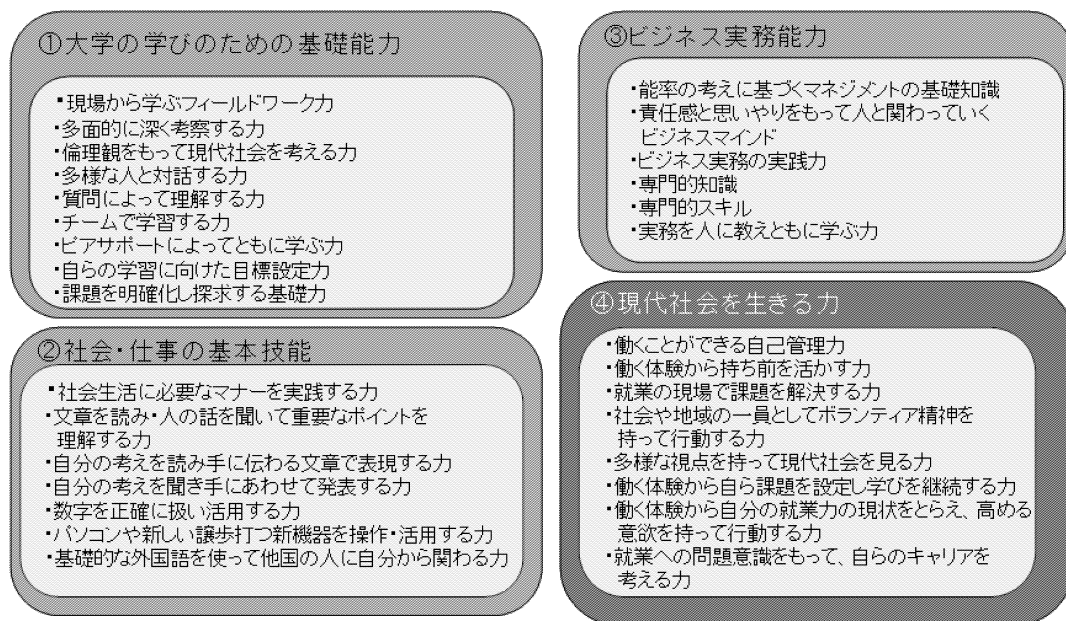 ①大学の学びのための基礎能力
・現場から学ぶフィールドワーク力
・多面的に深く考察する力
・倫理観をもって現代社会を考える力
・多様な人と対話する力
・質問によって理解する力
・チームで学習する力
・ピアサポートによってともに学ぶ力
・自らの学習に向けた目標設定力
・課題を明確化し探求する基礎力
②社会・仕事の基本技能
・社会生活に必要なマナーを実践する力
・文章を読み・人の話を聞いて重要なポイントを
理解する力
・自分の考えを読み手に伝わる文章で表現する力
・自分の考えを聞き手にあわせて発表する力
・数字を正確に扱い活用する力
・パソコンや新しい譲歩打つ新機器を操作・活用する力
・基礎的な外国語を使って他国の人に自分から関わる力
③ビジネス実務能力
・能率の考えに基づくマネジメントの基礎知識
・責任感と思いやりをもって人と関わっていく
ビジネスマインド
・ビジネス実務の実践力
・専門的知識
・専門的スキル
・実務を人に教えともに学ぶ力
④現代社会を生きる力
・働くことができる自己管理力
・働く体験から持ち前を活かす力
・就業の現場で課題を解決する力
・社会や地域の一員としてボランティア精神を
持って行動する力
・多様な視点を持って現代社会を見る力
・働く体験から自ら課題を設定し学びを継続する力
・働く体験から自分の就業力の現状をとらえ、高める
意欲を持って行動する力
・就業への問題意識をもって、自らのキャリアを
考える力